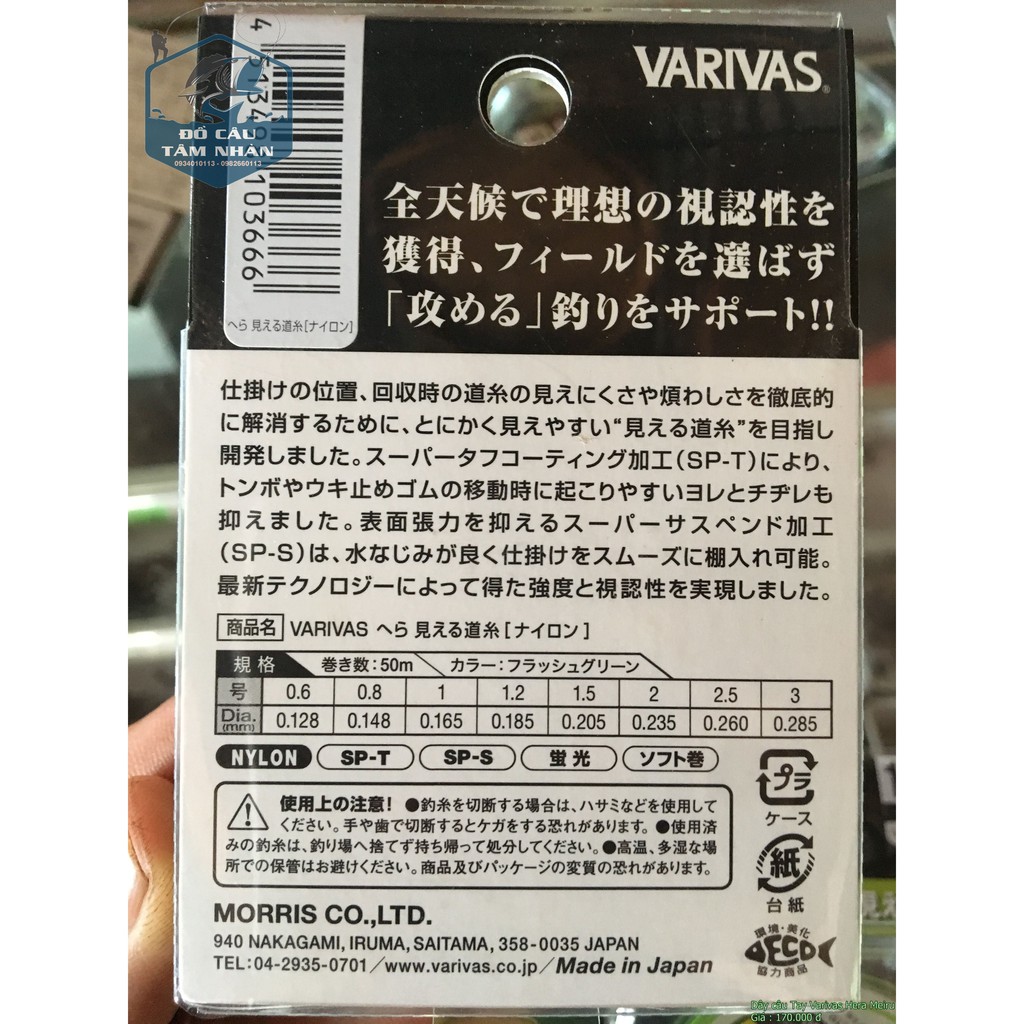 VARIVAS®
ĐỒ CÂU
TÂM NHÀN
0934010113 - 0982660113
へら 見える道糸[ナイロン]
全天候で理想の視認性を
獲得、フィールドを選ばず
「攻める」釣りをサポート!!
仕掛けの位置、回収時の道糸の見えにくさや煩わしさを徹底的
に解消するために、とにかく見えやすい“見える道糸”を目指し
開発しました。スーパータフコーティング加工(SP-T)により、
トンボやウキ止めゴムの移動時に起こりやすいヨレとチヂレも
抑えました。表面張力を抑えるスーパーサスペンド加工
(SP-S)は、水なじみが良く仕掛けをスムーズに棚入れ可能。
最新テクノロジーによって得た強度と視認性を実現しました。
商品名 VARIVAS へら 見える道糸[ナイロン]
規格 巻き数:50m カラー:フラッシュグリーン
号 0.6 0.8 1 1.2 1.5 2 2.5 3
Dia.(mm) 0.128 0.148 0.165 0.185 0.205 0.235 0.260 0.285
NYLON SP-T SP-S 蛍光 ソフト巻
プラ
ケース
使用上の注意! ●釣糸を切断する場合は、ハサミなどを使用して
ください。手や歯で切断するとケガをする恐れがあります。●使用済
みの釣糸は、釣り場へ捨てず持ち帰って処分してください。●高温、多湿な場
所での保管はお避けください。商品及びパッケージの変質の恐れがあります。
紙
台紙
MORRIS CO.,LTD.
940 NAKAGAMI, IRUMA, SAITAMA, 358-0035 JAPAN
TEL:04-2935-0701/www.varivas.co.jp/Made in Japan
環境・美化
ECO
協力商品
Dây câu Tay Varivas Hera Meiru
Giá : 170.000 đ